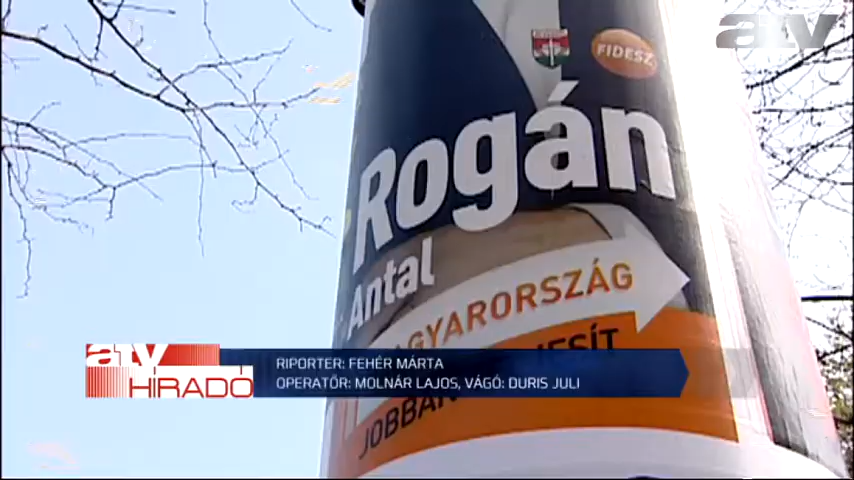 atv
FIDESZ
Rogán
Antal
MAGYARORSZÁG
JOBBAN
atv
HÍRADÓ
RIPORTER: FEHÉR MÁRTA
OPERATŐR: MOLNÁR LAJOS, VÁGÓ: DURIS JULI